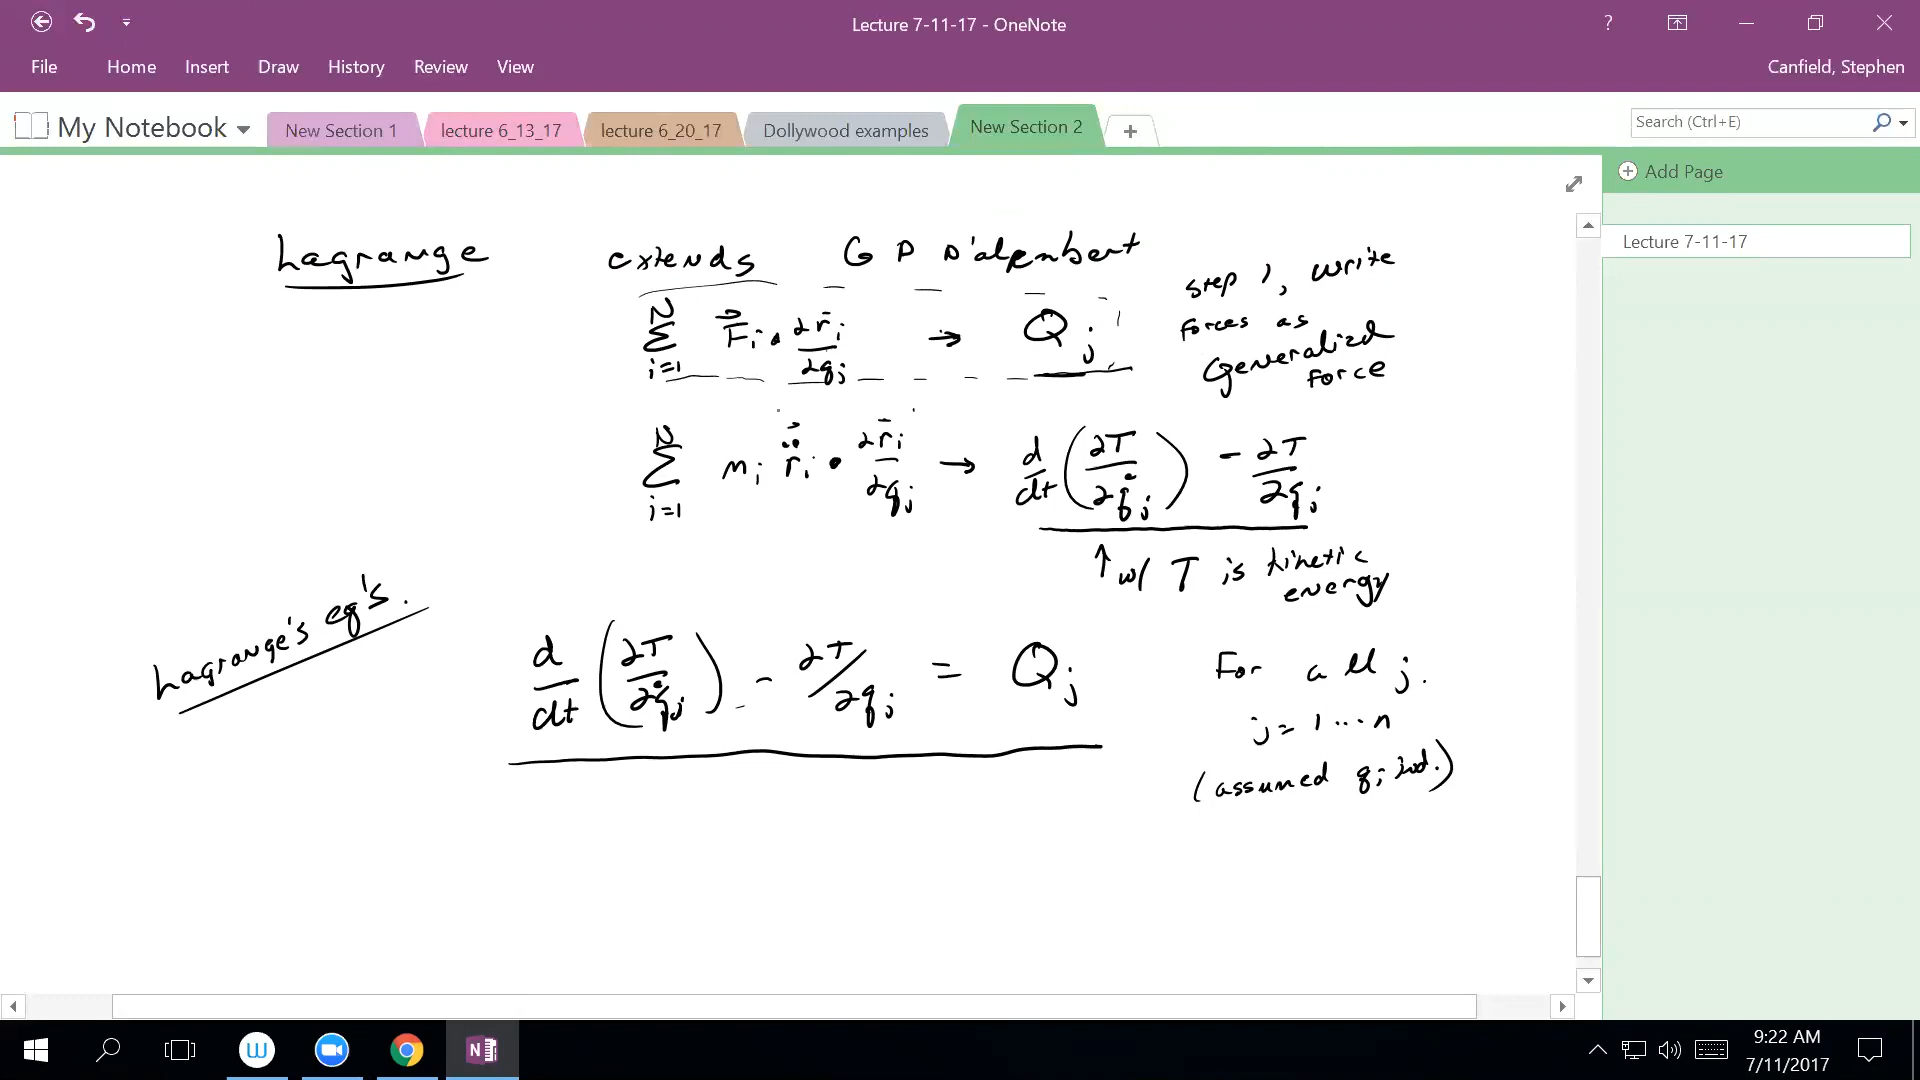 Lecture 7-11-17 - OneNote
?
File Home Insert Draw History Review View
Canfield, Stephen
My Notebook
New Section 1
lecture 6_13_17
lecture 6_20_17
Dollywood examples
New Section 2
+
Search (Ctrl+E)
Add Page
Lecture 7-11-17
Lagrange extends G P D'alembert
step 1, write
forces as
Generalized
force
N
∑ F⃗i · ∂r̄i/∂qj → Qj
i=1
N
∑ mi r̈⃗i · ∂r̄i/∂qj → d/dt (∂T/∂q̇j) - ∂T/∂qj
i=1
↑ w/ T is kinetic
energy
Lagrange's eq's.
d/dt (∂T/∂q̇j) - ∂T/∂qj = Qj
For all j.
j = 1 ... n
(assumed qj ind.)
9:22 AM
7/11/2017